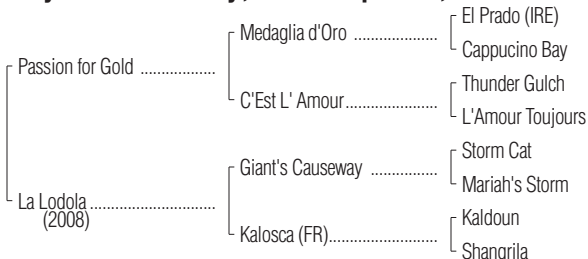 El Prado (IRE)
Medaglia d'Oro ..................
Cappucino Bay
Passion for Gold .................
Thunder Gulch
C'Est L' Amour......................
L'Amour Toujours
Storm Cat
Giant's Causeway .................
Mariah's Storm
La Lodola ..............................
(2008)
Kaldoun
Kalosca (FR)..........................
Shangrila